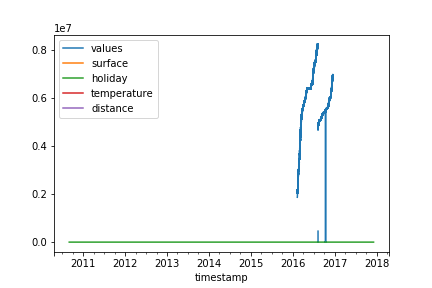 1e7
values
surface
holiday
temperature
distance
0.8
0.6
0.4
0.2
0.0
2011 2012 2013 2014 2015 2016 2017 2018
timestamp